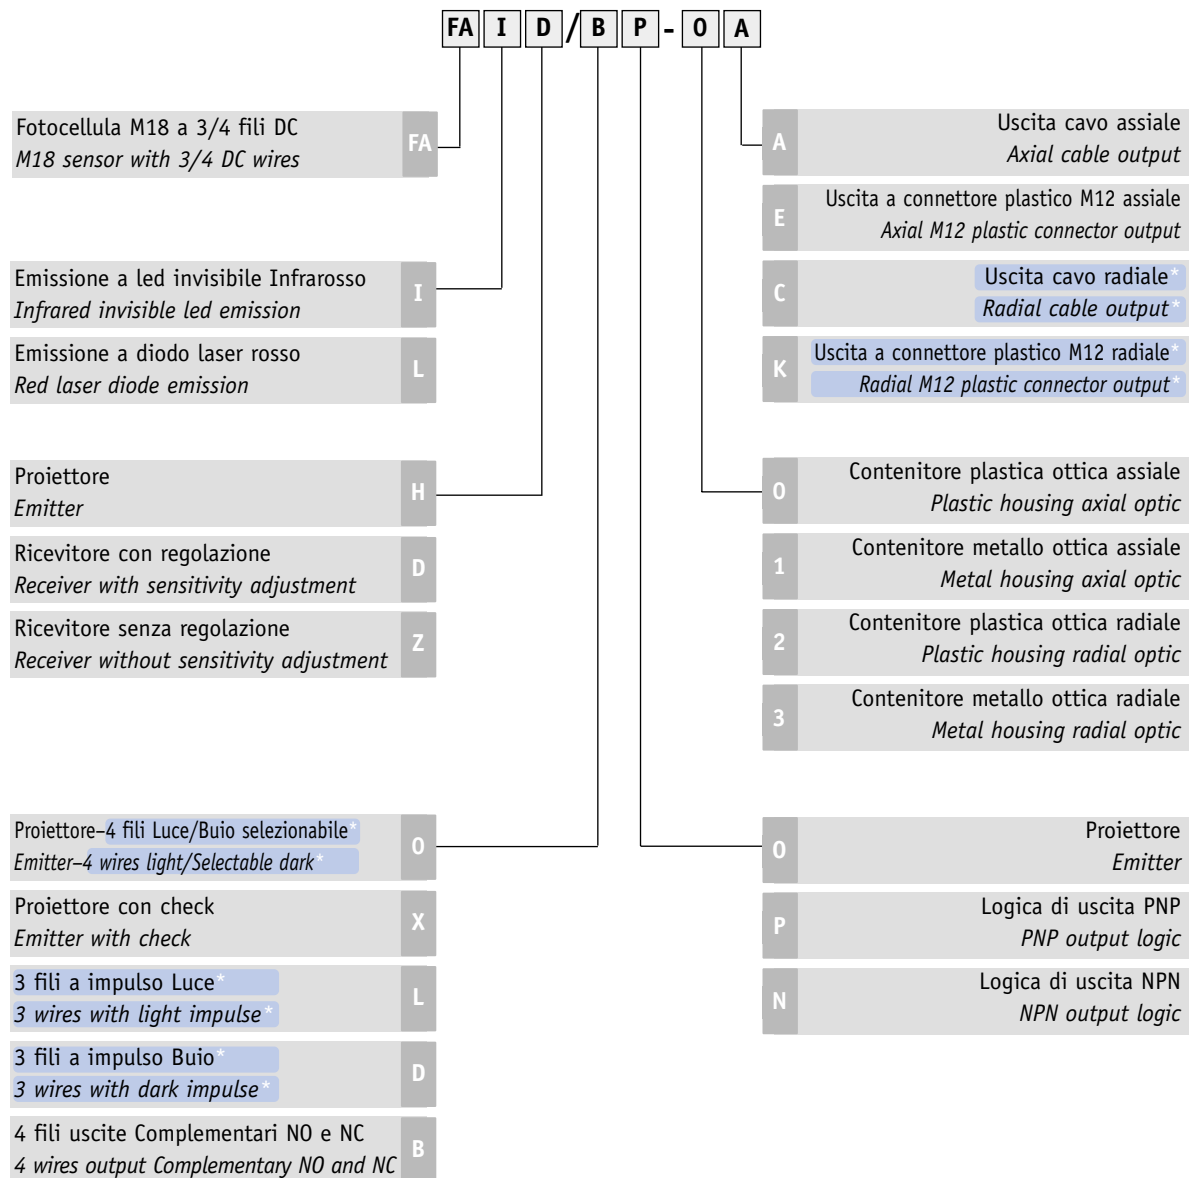 FA I D / B P - 0 A
Fotocellula M18 a 3/4 fili DC
M18 sensor with 3/4 DC wires
FA
Emissione a led invisibile Infrarosso
Infrared invisible led emission
I
Emissione a diodo laser rosso
Red laser diode emission
L
Proiettore
Emitter
H
Ricevitore con regolazione
Receiver with sensitivity adjustment
D
Ricevitore senza regolazione
Receiver without sensitivity adjustment
Z
Proiettore–4 fili Luce/Buio selezionabile*
Emitter–4 wires light/Selectable dark*
0
Proiettore con check
Emitter with check
X
3 fili a impulso Luce*
3 wires with light impulse*
L
3 fili a impulso Buio*
3 wires with dark impulse*
D
4 fili uscite Complementari NO e NC
4 wires output Complementary NO and NC
B
A
Uscita cavo assiale
Axial cable output
E
Uscita a connettore plastico M12 assiale
Axial M12 plastic connector output
C
Uscita cavo radiale*
Radial cable output*
K
Uscita a connettore plastico M12 radiale*
Radial M12 plastic connector output*
0
Contenitore plastica ottica assiale
Plastic housing axial optic
1
Contenitore metallo ottica assiale
Metal housing axial optic
2
Contenitore plastica ottica radiale
Plastic housing radial optic
3
Contenitore metallo ottica radiale
Metal housing radial optic
0
Proiettore
Emitter
P
Logica di uscita PNP
PNP output logic
N
Logica di uscita NPN
NPN output logic